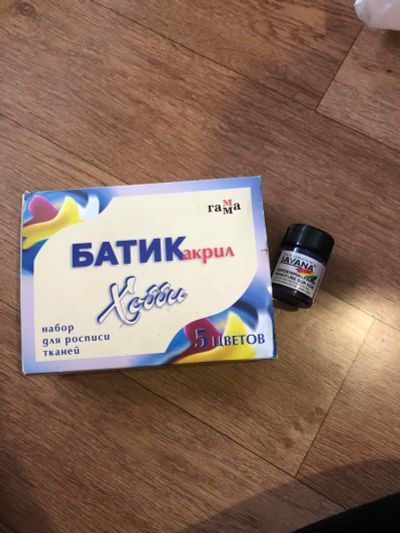 гамма
БАТИК акрил
Хобби
набор
для росписи
тканей
5 ЦВЕТОВ
JAVANA